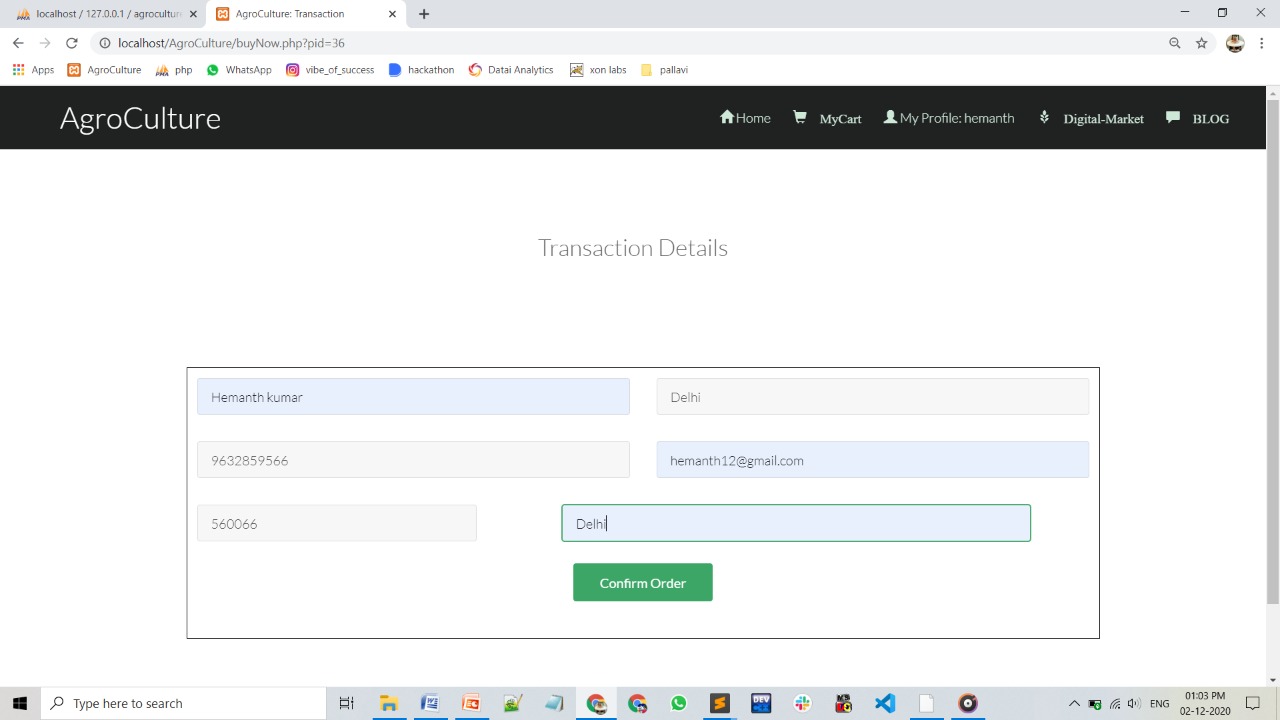 localhost / 127.0.0.1 / agricultur
AgroCulture: Transaction
localhost/AgroCulture/buyNow.php?pid=36
Apps AgroCulture php WhatsApp vibe_of_success hackathon Datai Analytics xon labs pallavi
AgroCulture
Home MyCart My Profile: hemanth Digital-Market BLOG
Transaction Details
Hemanth kumar
Delhi
9632859566
hemanth12@gmail.com
560066
Delhi
Confirm Order
Type here to search
ENG
01:03 PM
02-12-2020